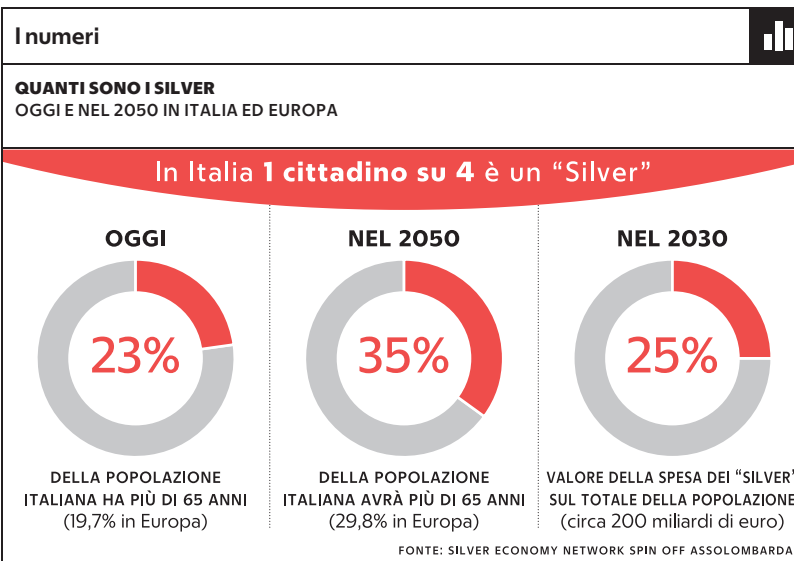 I numeri
QUANTI SONO I SILVER
OGGI E NEL 2050 IN ITALIA ED EUROPA
In Italia 1 cittadino su 4 è un “Silver”
OGGI
23%
DELLA POPOLAZIONE
ITALIANA HA PIÙ DI 65 ANNI
(19,7% in Europa)
NEL 2050
35%
DELLA POPOLAZIONE
ITALIANA AVRÀ PIÙ DI 65 ANNI
(29,8% in Europa)
NEL 2030
25%
VALORE DELLA SPESA DEI “SILVER”
SUL TOTALE DELLA POPOLAZIONE
(circa 200 miliardi di euro)
FONTE: SILVER ECONOMY NETWORK SPIN OFF ASSOLOMBARDA